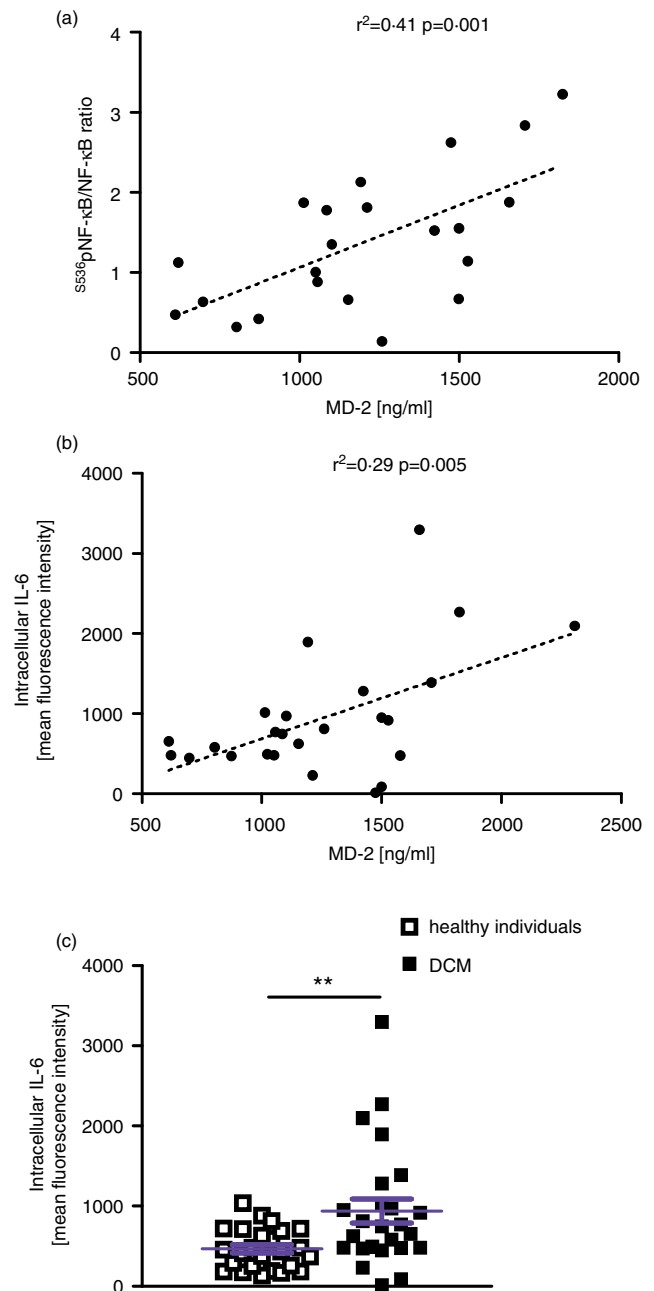 (a)
r²=0·41 p=0·001
S536pNF-κB/NF-κB ratio
4
3
2
1
0
500 1000 1500 2000
MD-2 [ng/ml]
(b)
r²=0·29 p=0·005
Intracellular IL-6
[mean fluorescence intensity]
4000
3000
2000
1000
0
500 1000 1500 2000 2500
MD-2 [ng/ml]
(c)
healthy individuals
DCM
**
Intracellular IL-6
[mean fluorescence intensity]
4000
3000
2000
1000
0